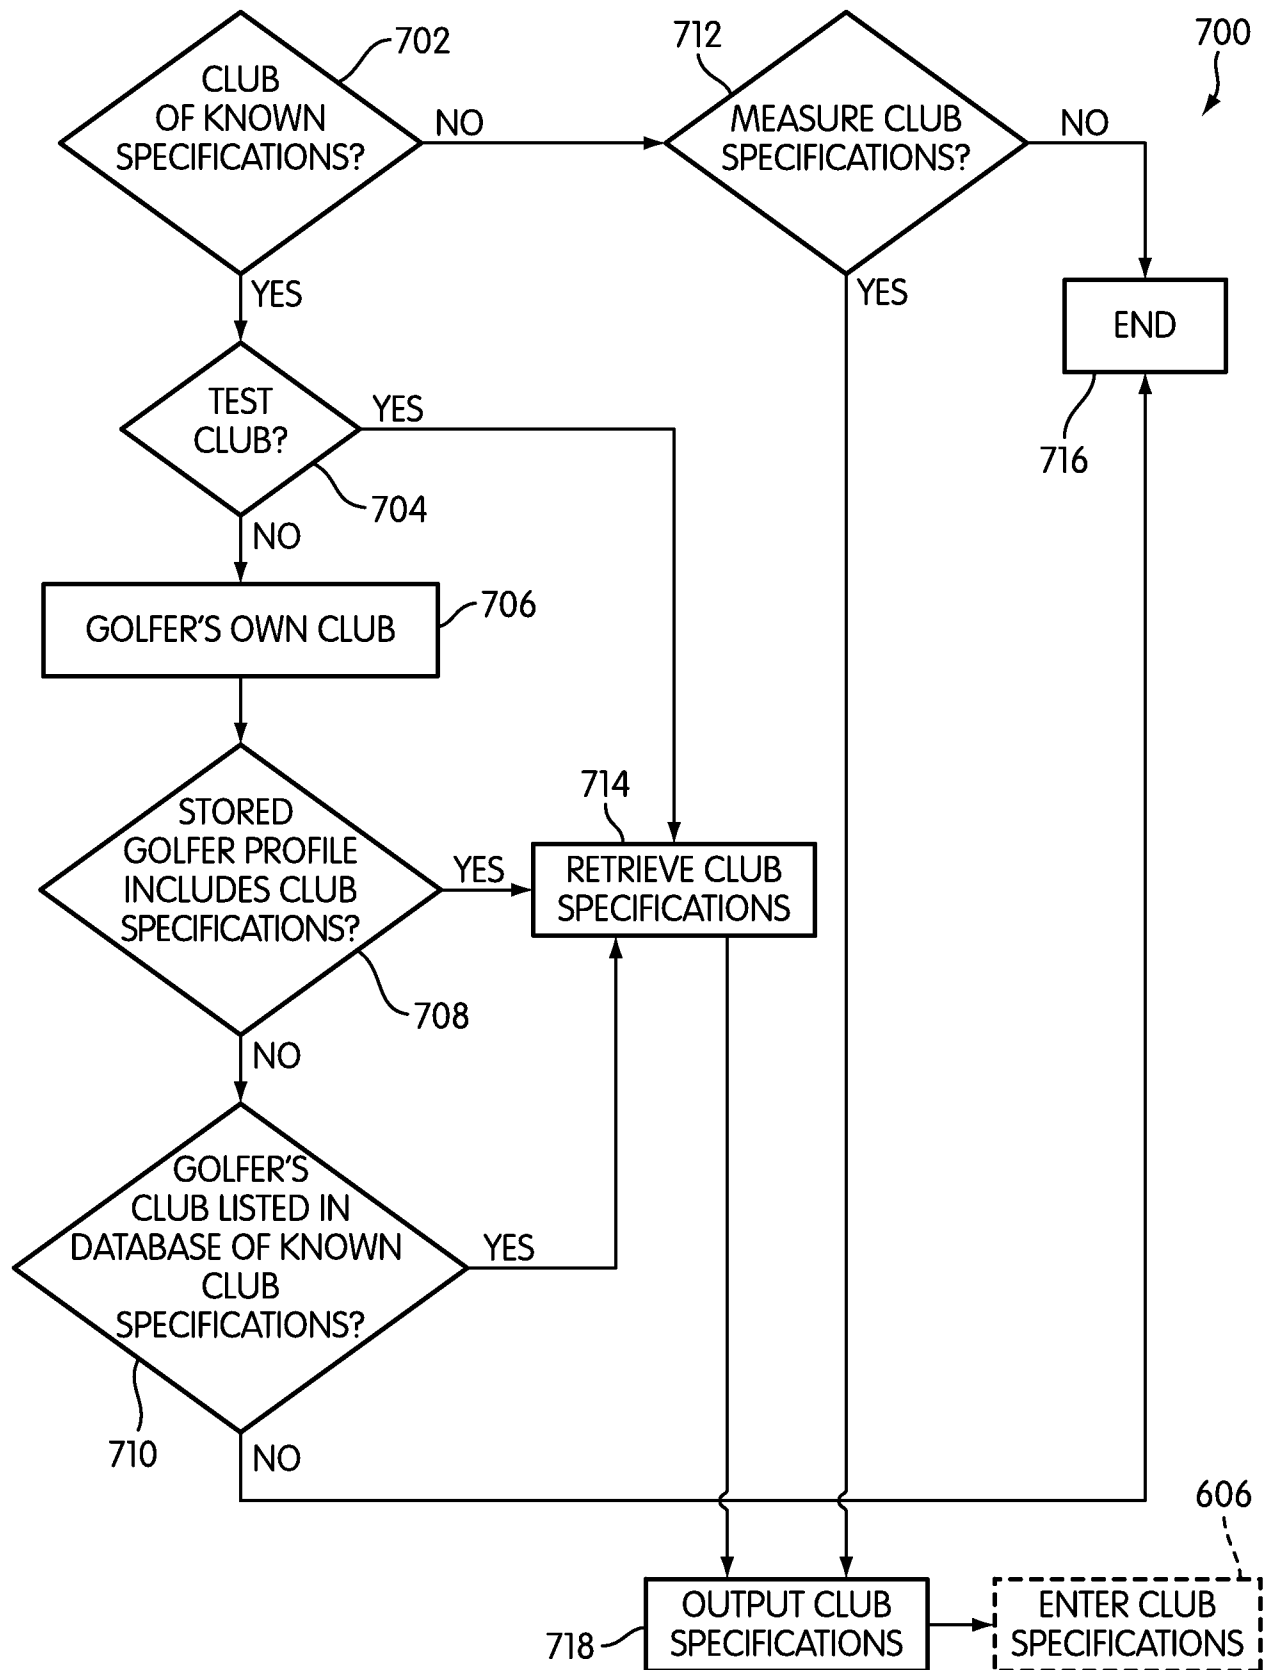 702
712
700
CLUB
OF KNOWN
SPECIFICATIONS?
NO
MEASURE CLUB
SPECIFICATIONS?
NO
YES
YES
END
716
TEST
CLUB?
YES
704
NO
GOLFER'S OWN CLUB
706
STORED
GOLFER PROFILE
INCLUDES CLUB
SPECIFICATIONS?
YES
714
RETRIEVE CLUB
SPECIFICATIONS
708
NO
GOLFER'S
CLUB LISTED IN
DATABASE OF KNOWN
CLUB
SPECIFICATIONS?
YES
710
NO
606
OUTPUT CLUB
SPECIFICATIONS
718
ENTER CLUB
SPECIFICATIONS